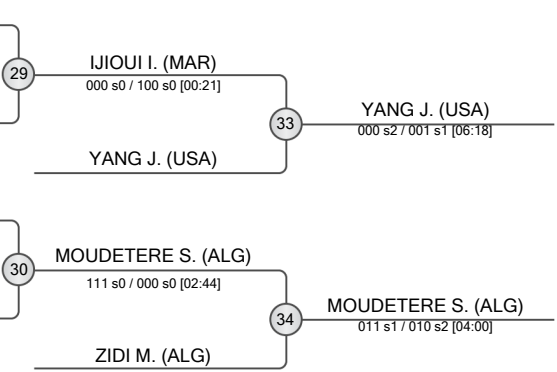 29
IJIOUI I. (MAR)
000 s0 / 100 s0 [00:21]
33
YANG J. (USA)
000 s2 / 001 s1 [06:18]
YANG J. (USA)
30
MOUDETERE S. (ALG)
111 s0 / 000 s0 [02:44]
34
MOUDETERE S. (ALG)
011 s1 / 010 s2 [04:00]
ZIDI M. (ALG)